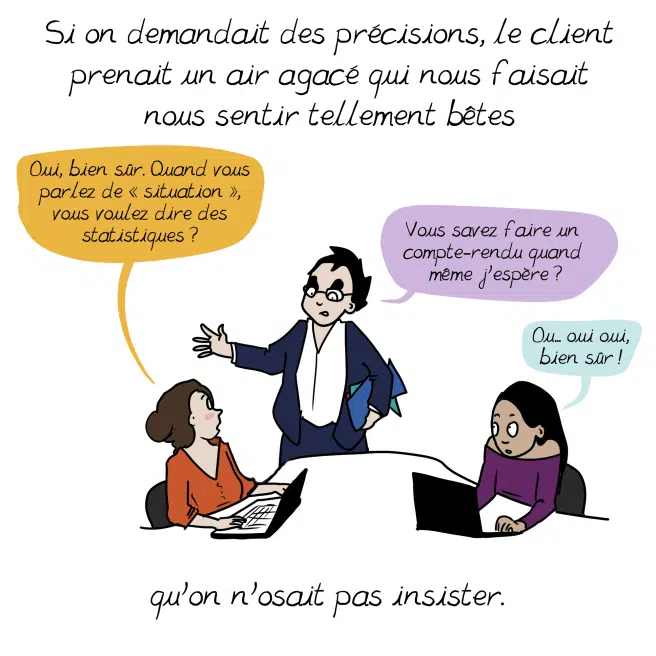 Si on demandait des précisions, le client
prenait un air agacé qui nous faisait
nous sentir tellement bêtes
Oui, bien sûr. Quand vous
parlez de « situation »,
vous voulez dire des
statistiques ?
Vous savez faire un
compte-rendu quand
même j'espère ?
Ou... oui oui,
bien sûr !
qu'on n'osait pas insister.